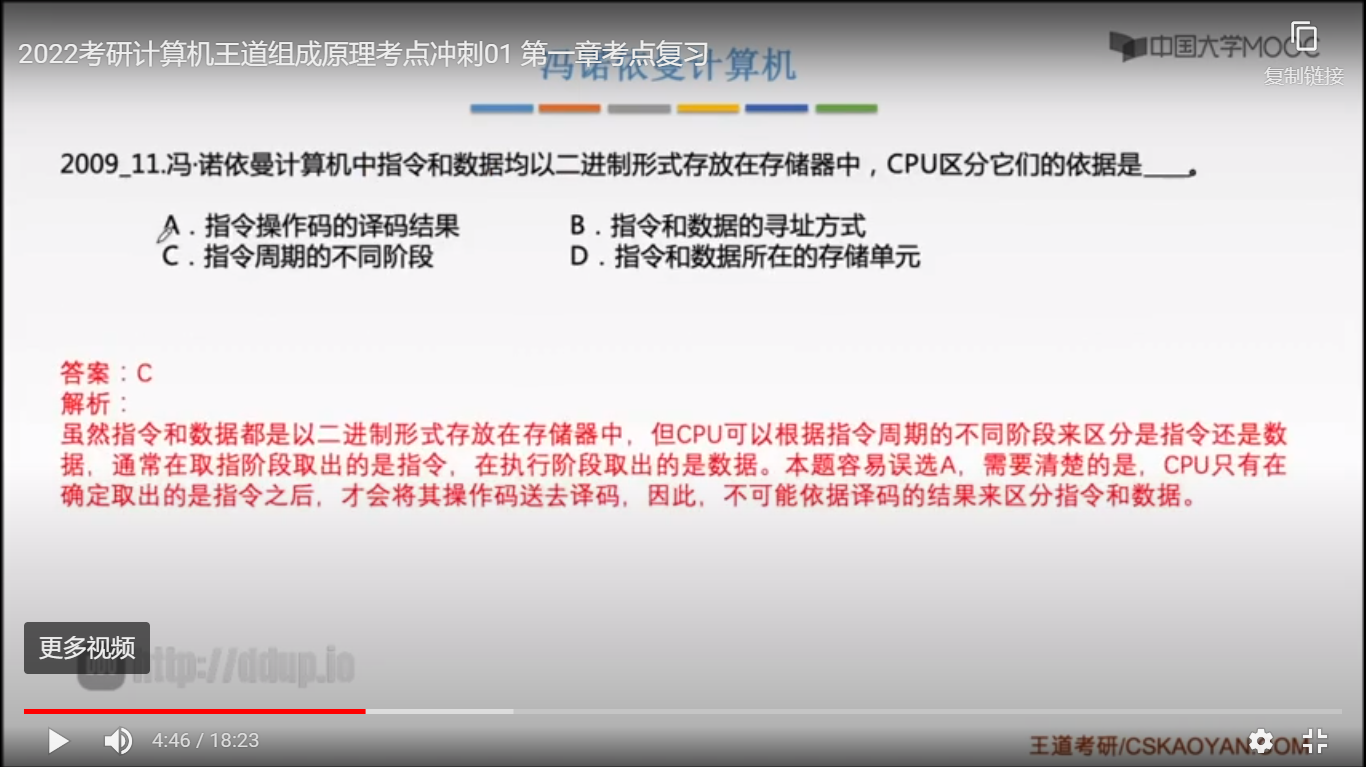 2022考研计算机王道组成原理考点冲刺01 第一章考点复习
冯诺依曼计算机
中国大学MOOC
复制链接
2009_11.冯·诺依曼计算机中指令和数据均以二进制形式存放在存储器中，CPU区分它们的依据是____。
A．指令操作码的译码结果 B．指令和数据的寻址方式
C．指令周期的不同阶段 D．指令和数据所在的存储单元
答案：C
解析：
虽然指令和数据都是以二进制形式存放在存储器中，但CPU可以根据指令周期的不同阶段来区分是指令还是数
据，通常在取指阶段取出的是指令，在执行阶段取出的是数据。本题容易误选A，需要清楚的是，CPU只有在
确定取出的是指令之后，才会将其操作码送去译码，因此，不可能依据译码的结果来区分指令和数据。
更多视频
http://ddup.io
4:46 / 18:23
王道考研/CSKAOYAN.COM